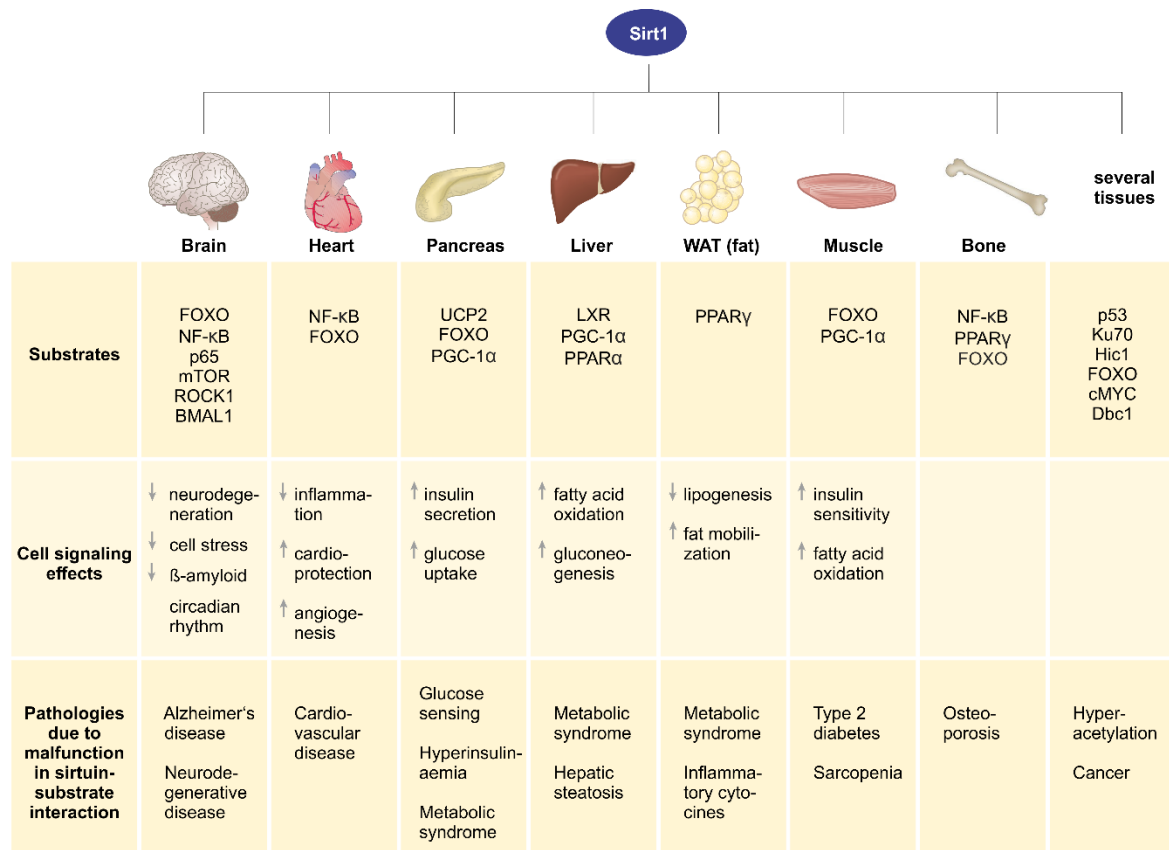 Sirt1
several
tissues
Brain
Heart
Pancreas
Liver
WAT (fat)
Muscle
Bone
Substrates
FOXO
NF-κB
p65
mTOR
ROCK1
BMAL1
NF-κB
FOXO
UCP2
FOXO
PGC-1α
LXR
PGC-1α
PPARα
PPARγ
FOXO
PGC-1α
NF-κB
PPARγ
FOXO
p53
Ku70
Hic1
FOXO
cMYC
Dbc1
Cell signaling
effects
↓ neurodege-
neration
↓ cell stress
↓ ß-amyloid
circadian
rhythm
↓ inflamma-
tion
↑ cardio-
protection
↑ angioge-
nesis
↑ insulin
secretion
↑ glucose
uptake
↑ fatty acid
oxidation
↑ gluconeo-
genesis
↓ lipogenesis
↑ fat mobili-
zation
↑ insulin
sensitivity
↑ fatty acid
oxidation
Pathologies
due to
malfunction
in sirtuin-
substrate
interaction
Alzheimer‘s
disease
Neurode-
generative
disease
Cardio-
vascular
disease
Glucose
sensing
Hyperinsulin-
aemia
Metabolic
syndrome
Metabolic
syndrome
Hepatic
steatosis
Metabolic
syndrome
Inflamma-
tory cyto-
cines
Type 2
diabetes
Sarcopenia
Osteo-
porosis
Hyper-
acetylation
Cancer